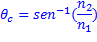 θc = sen⁻¹(n₂/n₁)